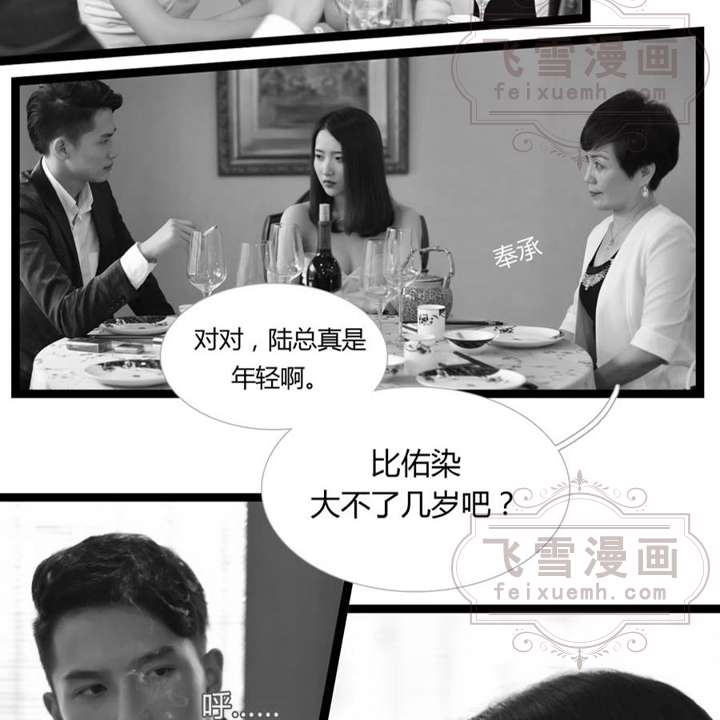 飞雪漫画
feixuemh.com
奉承
对对，陆总真是
年轻啊。
比佑染
大不了几岁吧？
飞雪漫画
feixuemh.com
呼……